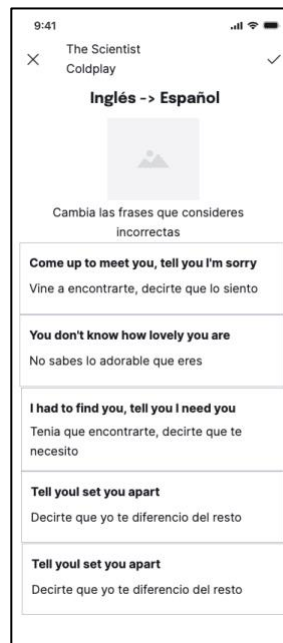 9:41
The Scientist
Coldplay
Inglés -> Español
Cambia las frases que consideres
incorrectas
Come up to meet you, tell you I'm sorry
Vine a encontrarte, decirte que lo siento
You don't know how lovely you are
No sabes lo adorable que eres
I had to find you, tell you I need you
Tenia que encontrarte, decirte que te
necesito
Tell youI set you apart
Decirte que yo te diferencio del resto
Tell youI set you apart
Decirte que yo te diferencio del resto